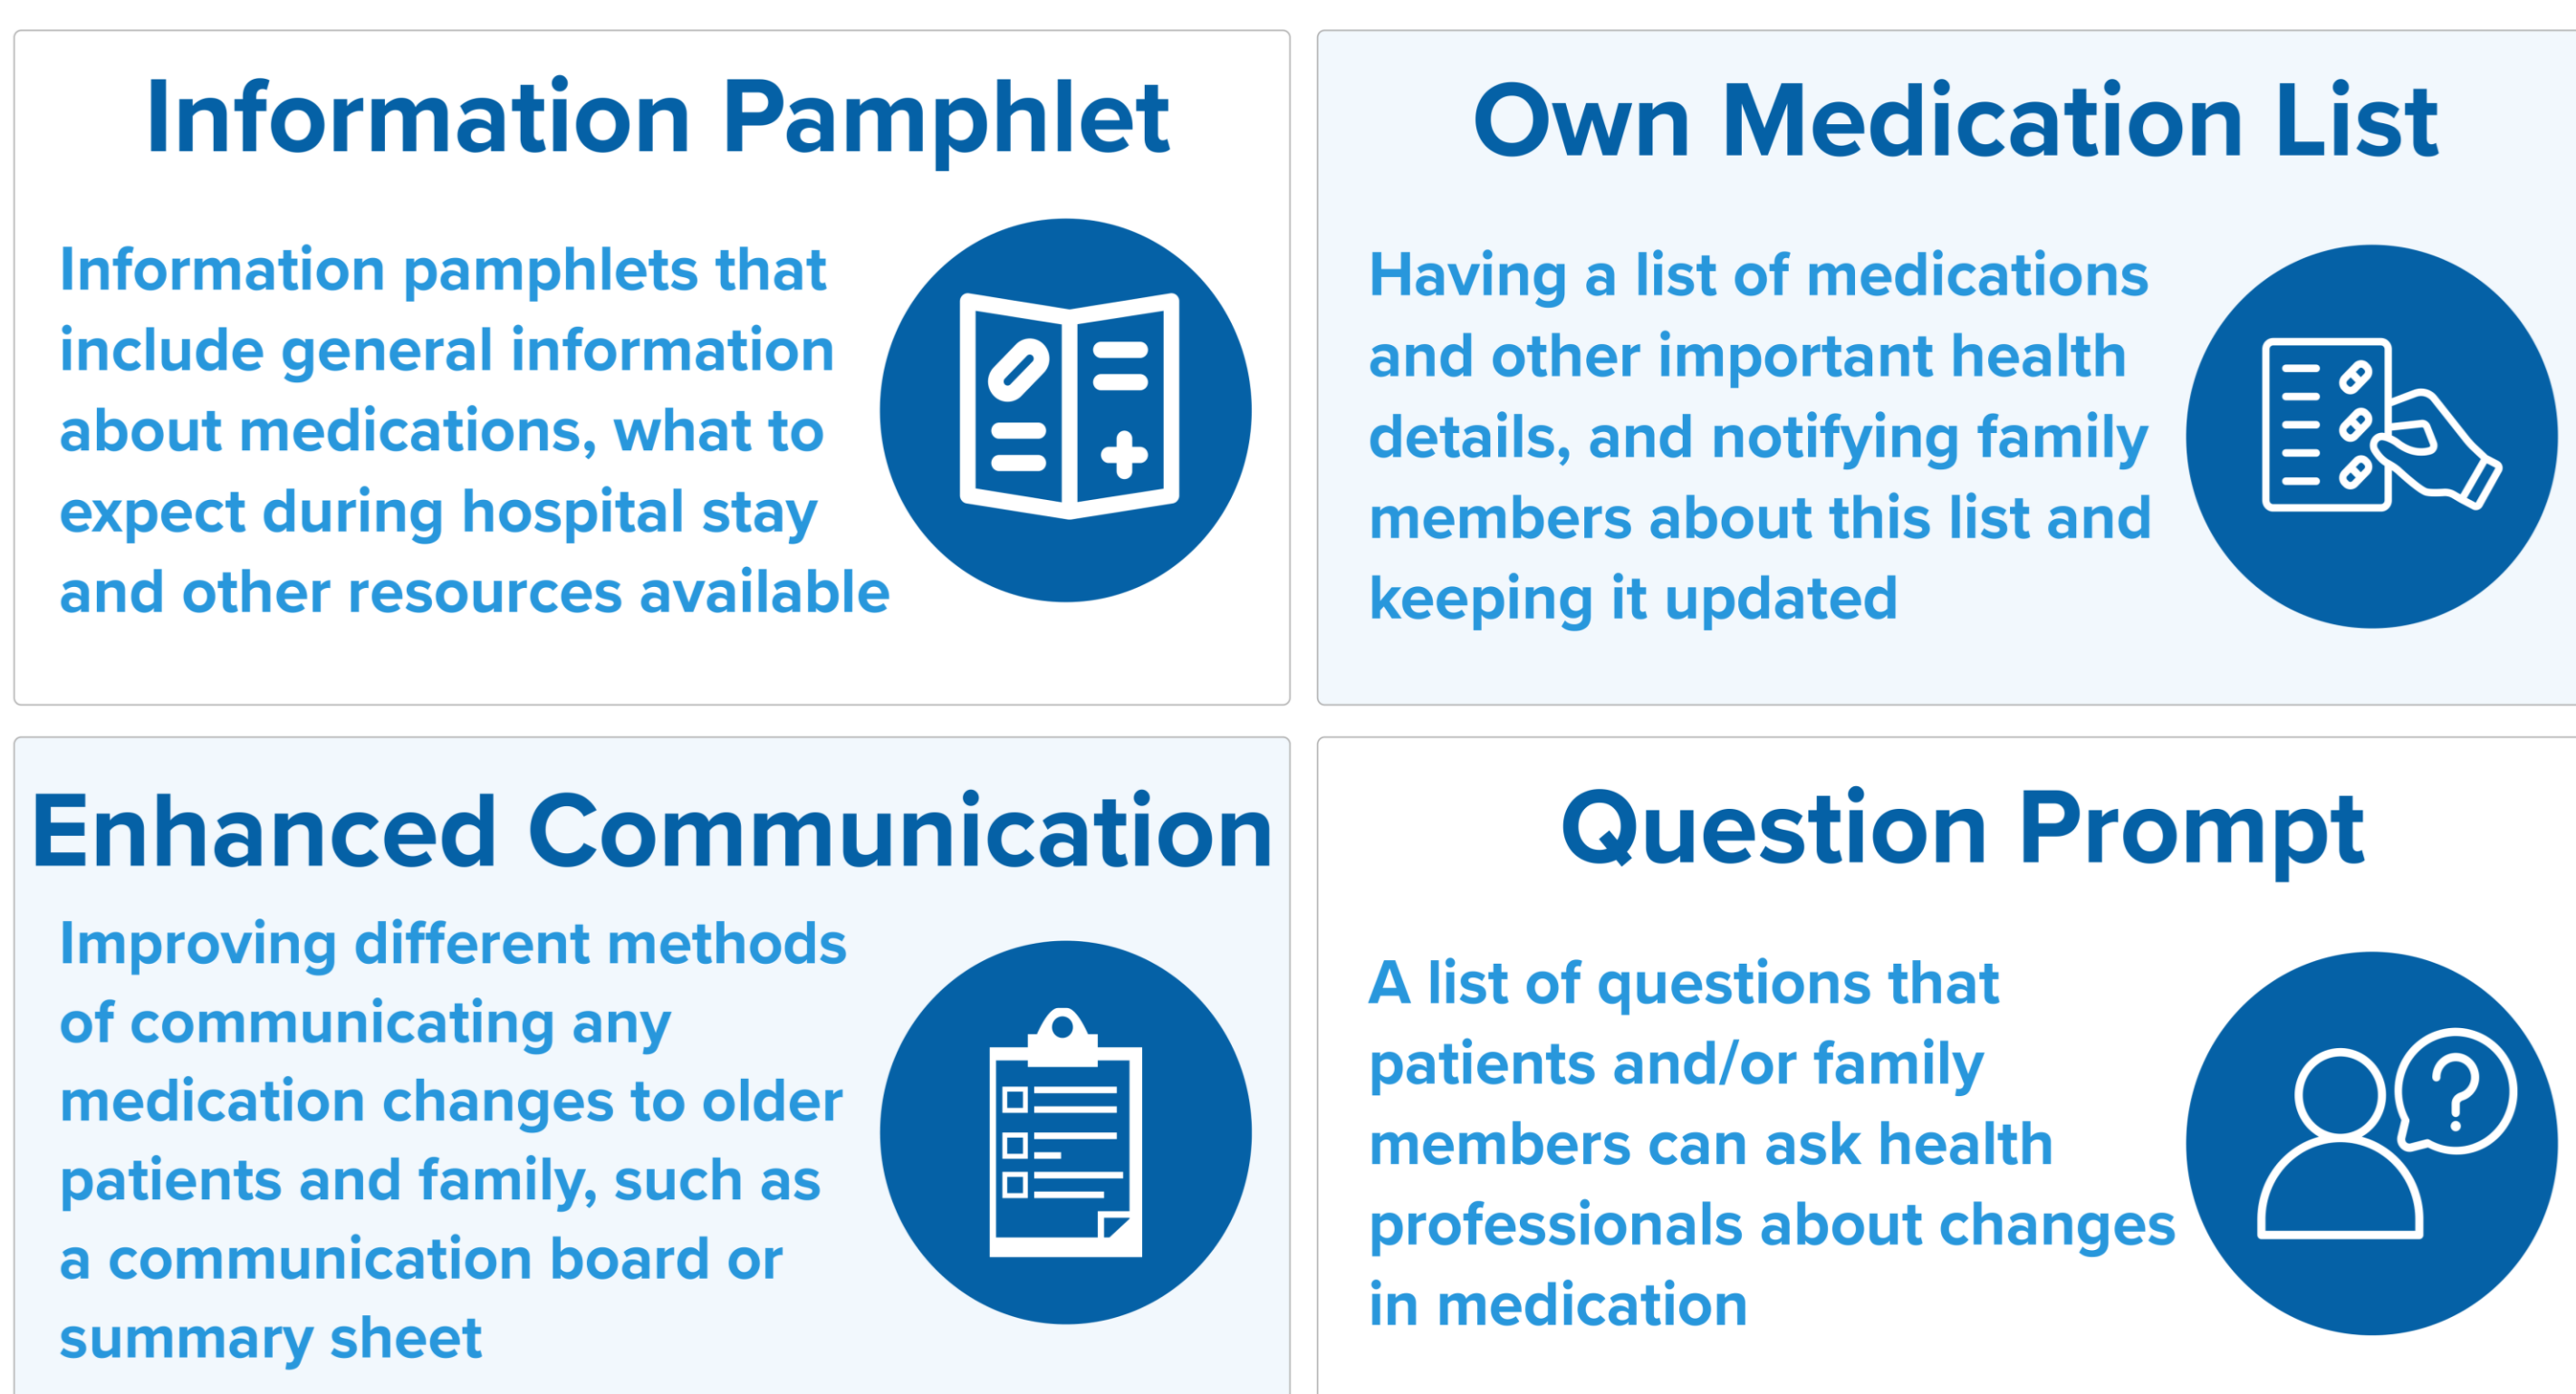 Information Pamphlet
Information pamphlets that
include general information
about medications, what to
expect during hospital stay
and other resources available
Own Medication List
Having a list of medications
and other important health
details, and notifying family
members about this list and
keeping it updated
Enhanced Communication
Improving different methods
of communicating any
medication changes to older
patients and family, such as
a communication board or
summary sheet
Question Prompt
A list of questions that
patients and/or family
members can ask health
professionals about changes
in medication